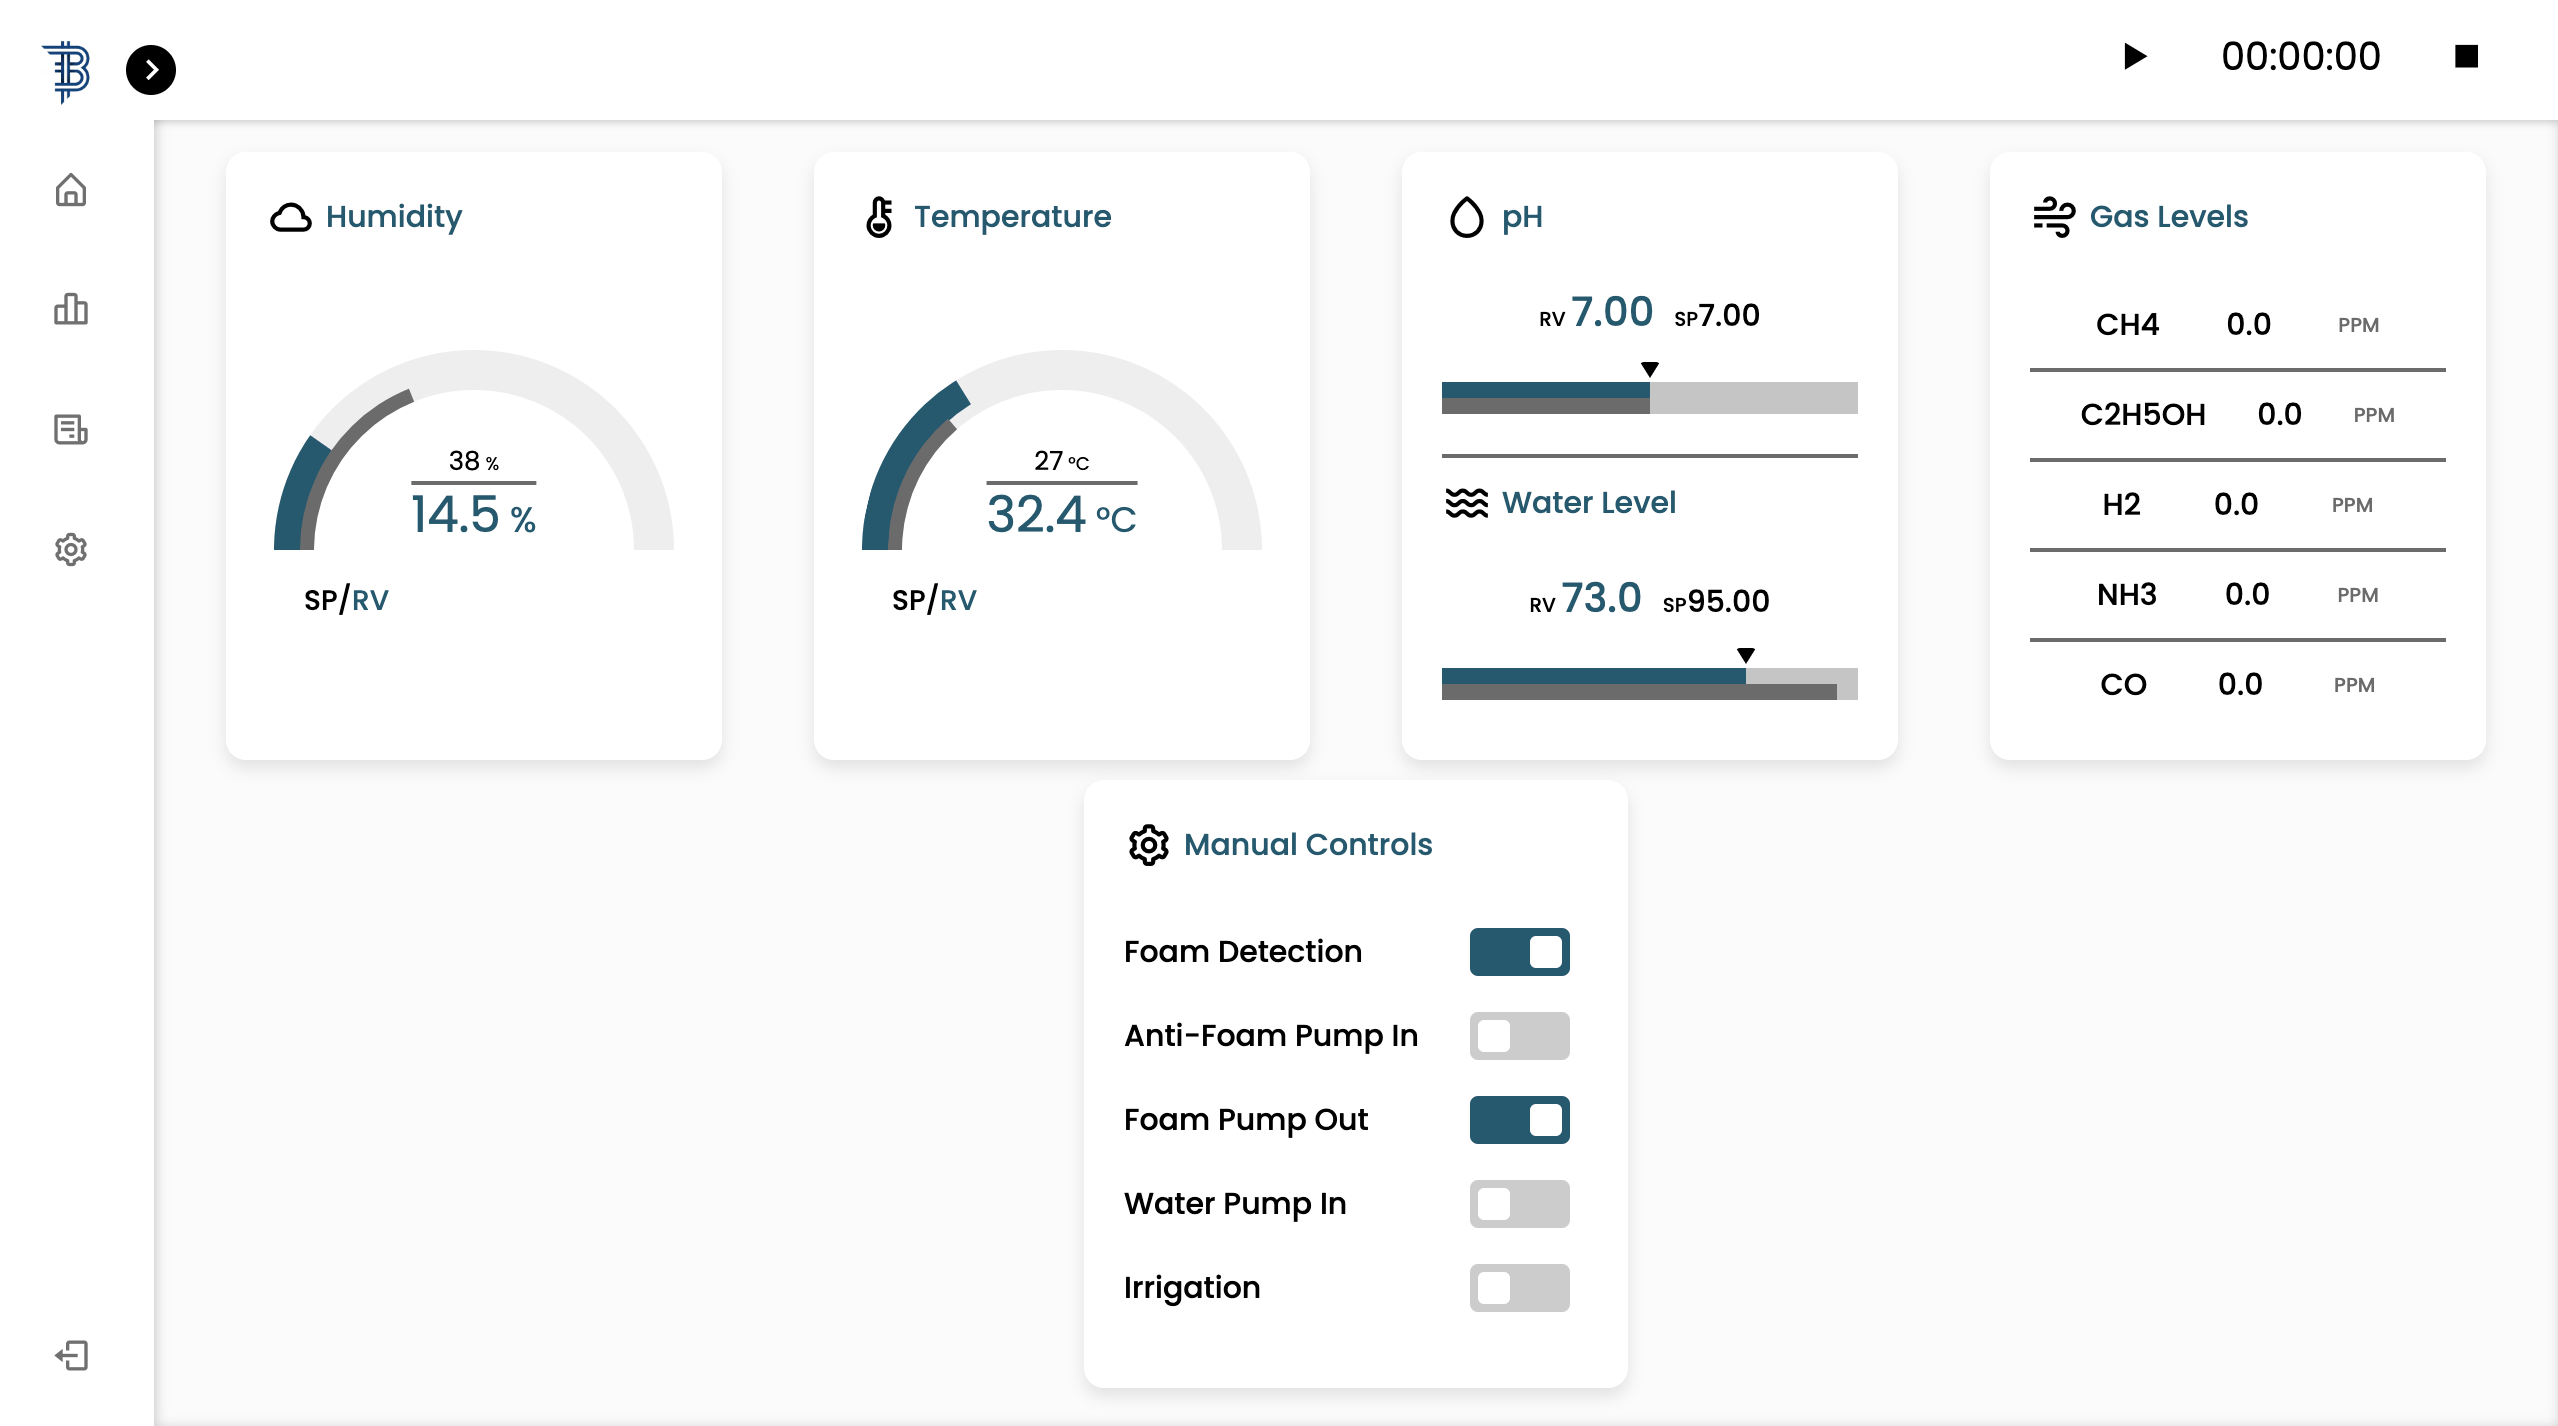 00:00:00
Humidity
38 %
14.5 %
SP/RV
Temperature
27 °C
32.4 °C
SP/RV
pH
RV 7.00 SP7.00
Water Level
RV 73.0 SP95.00
Gas Levels
CH4 0.0 PPM
C2H5OH 0.0 PPM
H2 0.0 PPM
NH3 0.0 PPM
CO 0.0 PPM
Manual Controls
Foam Detection
Anti-Foam Pump In
Foam Pump Out
Water Pump In
Irrigation